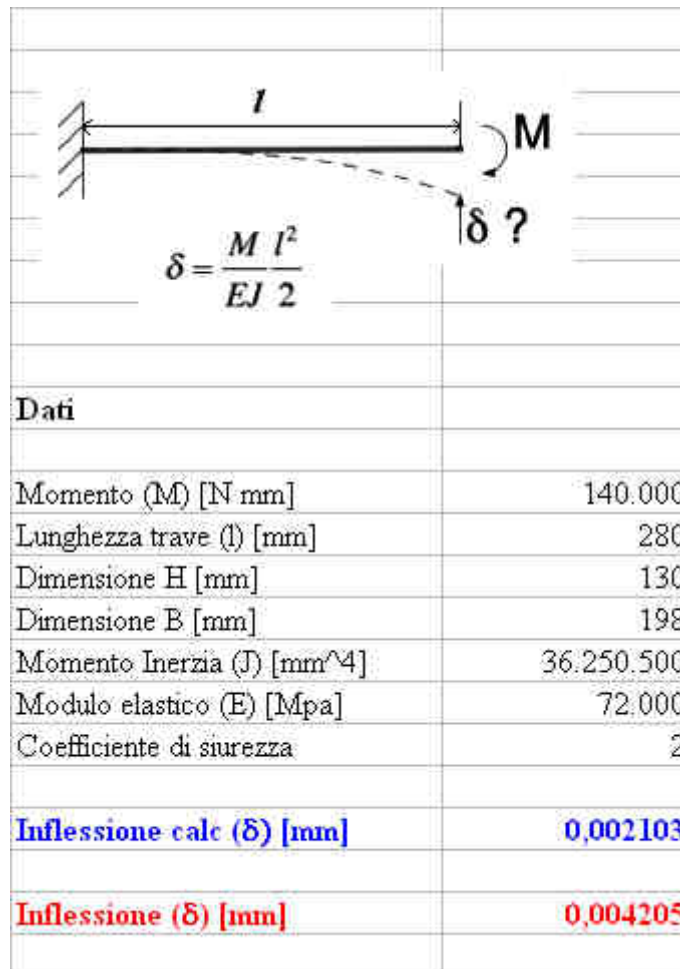 l
M
δ ?
δ = M/EJ l²/2
Dati
Momento (M) [N mm] 140.000
Lunghezza trave (l) [mm] 280
Dimensione H [mm] 130
Dimensione B [mm] 198
Momento Inerzia (J) [mm^4] 36.250.500
Modulo elastico (E) [Mpa] 72.000
Coefficiente di siurezza 2
Inflessione calc (δ) [mm] 0,002103
Inflessione (δ) [mm] 0,004205